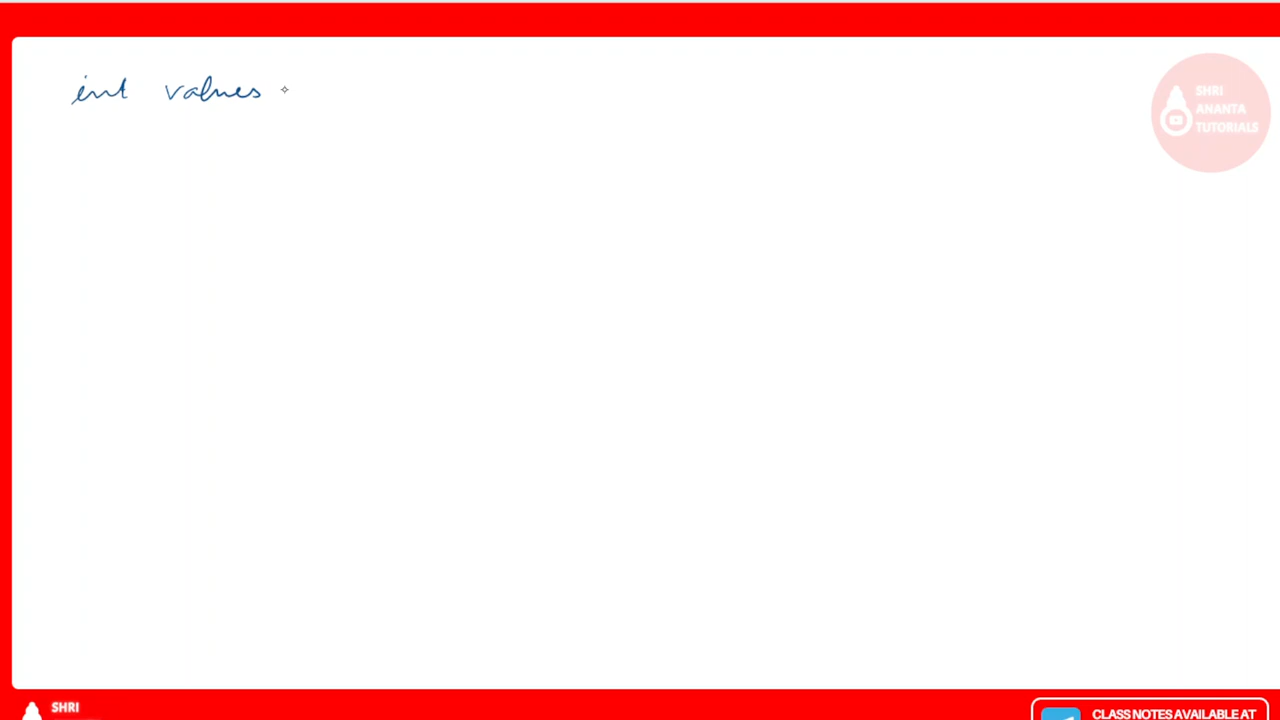 int values
SHRI
ANANTA
TUTORIALS
SHRI
CLASS NOTES AVAILABLE AT